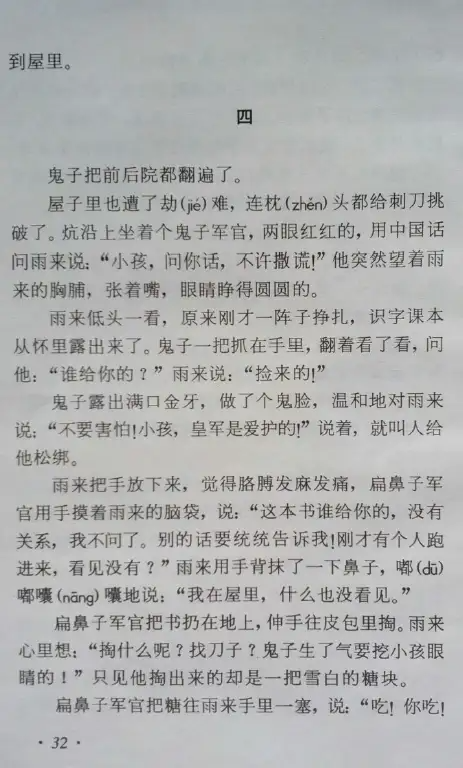 到屋里。
四
鬼子把前后院都翻遍了。
屋子里也遭了劫(jié)难，连枕(zhěn)头都给刺刀挑
破了。炕沿上坐着个鬼子军官，两眼红红的，用中国话
问雨来说：“小孩，问你话，不许撒谎！”他突然望着雨
来的胸脯，张着嘴，眼睛睁得圆圆的。
雨来低头一看，原来刚才一阵子挣扎，识字课本
从怀里露出来了。鬼子一把抓在手里，翻着看了看，问
他：“谁给你的？”雨来说：“捡来的！”
鬼子露出满口金牙，做了个鬼脸，温和地对雨来
说：“不要害怕！小孩，皇军是爱护的！”说着，就叫人给
他松绑。
雨来把手放下来，觉得胳膊发麻发痛，扁鼻子军
官用手摸着雨来的脑袋，说：“这本书谁给你的，没有
关系，我不问了。别的话要统统告诉我！刚才有个人跑
进来，看见没有？”雨来用手背抹了一下鼻子，嘟(dū)
嘟囔(nāng)囔地说：“我在屋里，什么也没看见。”
扁鼻子军官把书扔在地上，伸手往皮包里掏。雨来
心里想：“掏什么呢？找刀子？鬼子生了气要挖小孩眼
睛的！”只见他掏出来的却是一把雪白的糖块。
扁鼻子军官把糖往雨来手里一塞，说：“吃！你吃！
· 32 ·